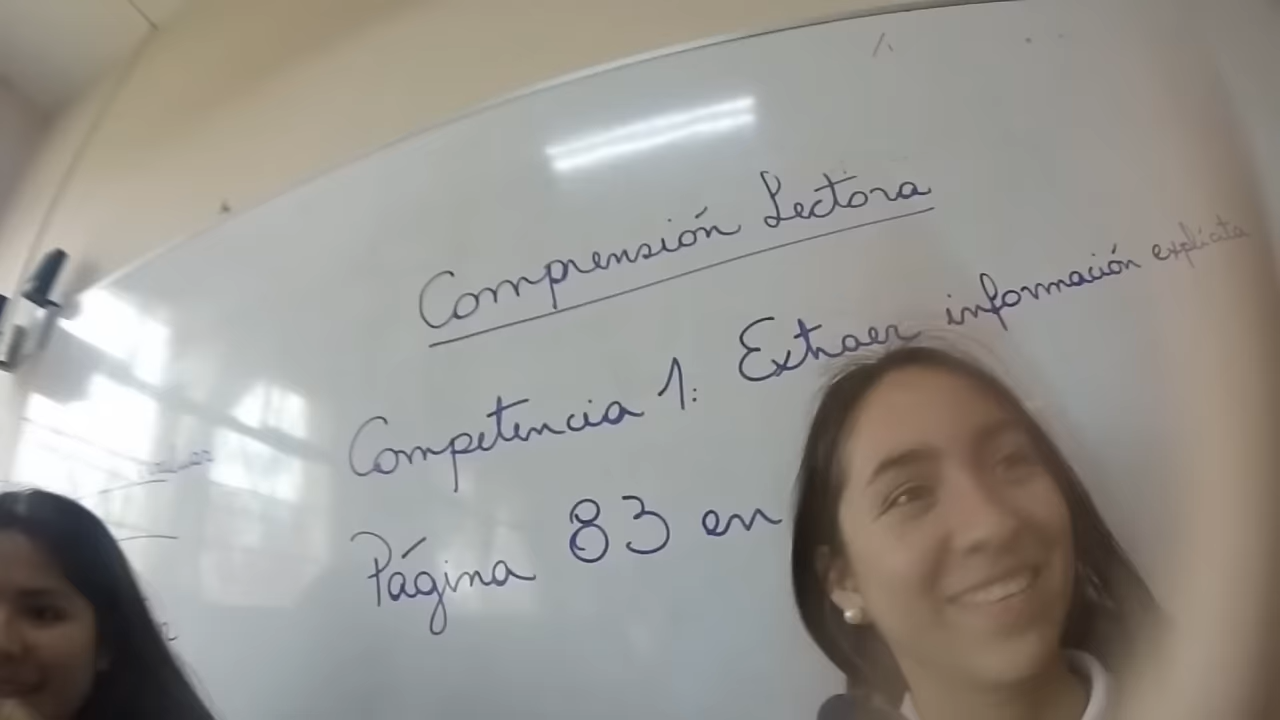 Comprensión Lectora
Competencia 1: Extraer información explícita
Página 83 en